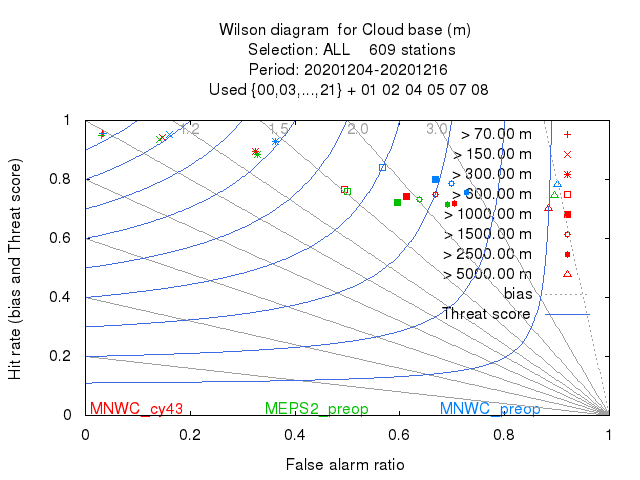 Wilson diagram  for Cloud base (m)
Selection: ALL    609 stations
Period: 20201204-20201216
Used {00,03,...,21} + 01 02 04 05 07 08
Hit rate (bias and Threat score)
1
0.8
0.6
0.4
0.2
0
1.2 1.5 2.0 3.0
> 70.00 m
> 150.00 m
> 300.00 m
> 600.00 m
> 1000.00 m
> 1500.00 m
> 2500.00 m
> 5000.00 m
bias
Threat score
MNWC_cy43 MEPS2_preop MNWC_preop
0 0.2 0.4 0.6 0.8 1
False alarm ratio